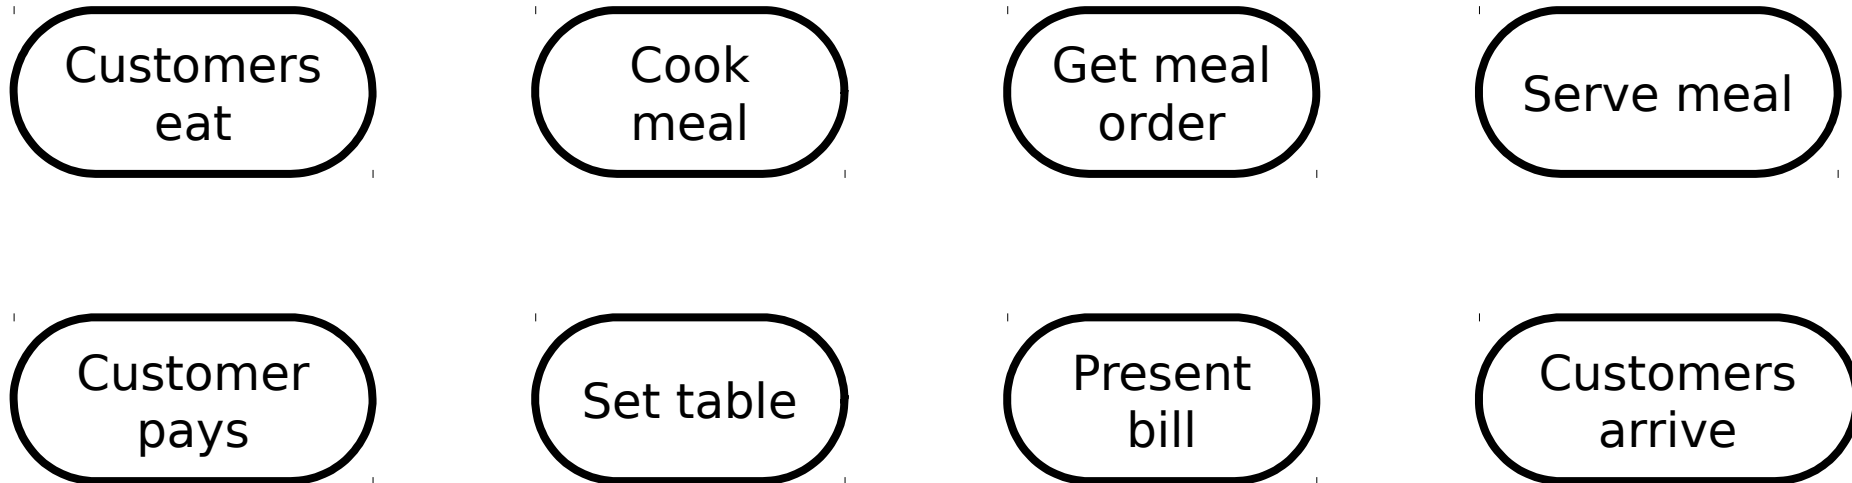 Customers
eat
Cook
meal
Get meal
order
Serve meal
Customer
pays
Set table
Present
bill
Customers
arrive